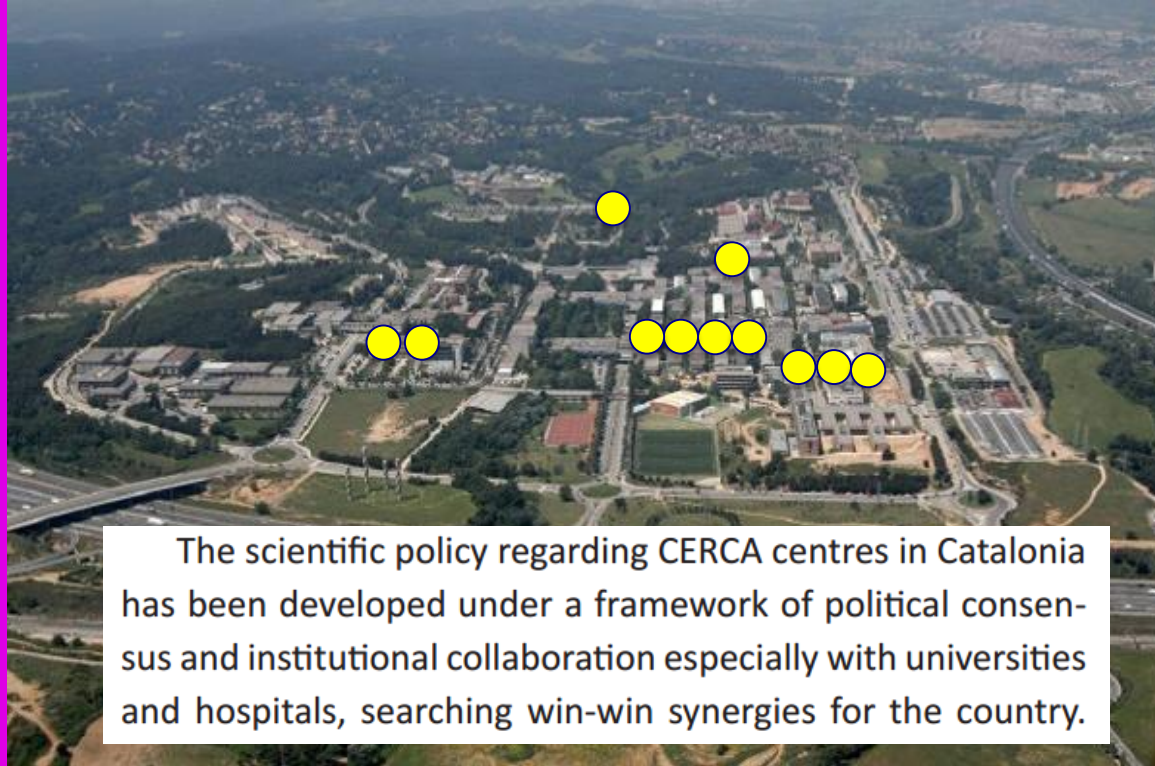 The scientific policy regarding CERCA centres in Catalonia
has been developed under a framework of political consen-
sus and institutional collaboration especially with universities
and hospitals, searching win-win synergies for the country.